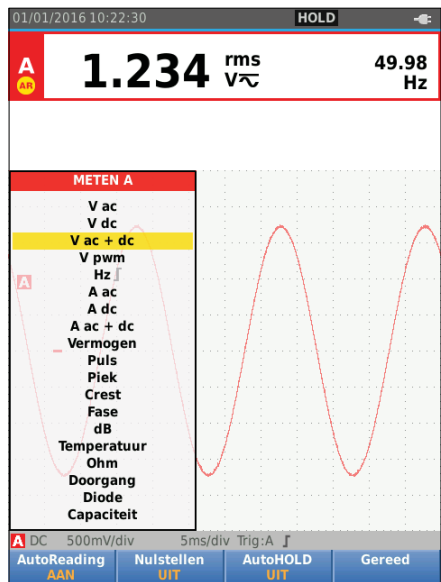 01/01/2016 10:22:30 HOLD
A 1.234 rms 49.98
AR V Hz
METEN A
V ac
V dc
V ac + dc
V pwm
Hz
A ac
A dc
A ac + dc
Vermogen
Puls
Piek
Crest
Fase
dB
Temperatuur
Ohm
Doorgang
Diode
Capaciteit
A
A DC 500mV/div 5ms/div Trig:A
AutoReading Nulstellen AutoHOLD Gereed
AAN UIT UIT